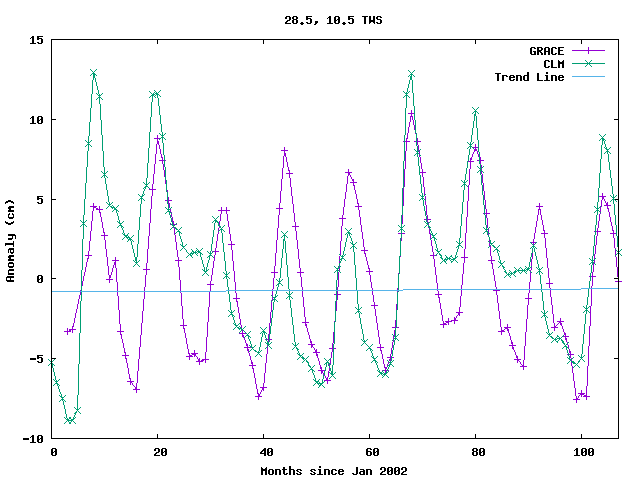 28.5, 10.5 TWS
GRACE
CLM
Trend Line
15
10
5
0
-5
-10
Anomaly (cm)
0 20 40 60 80 100
Months since Jan 2002